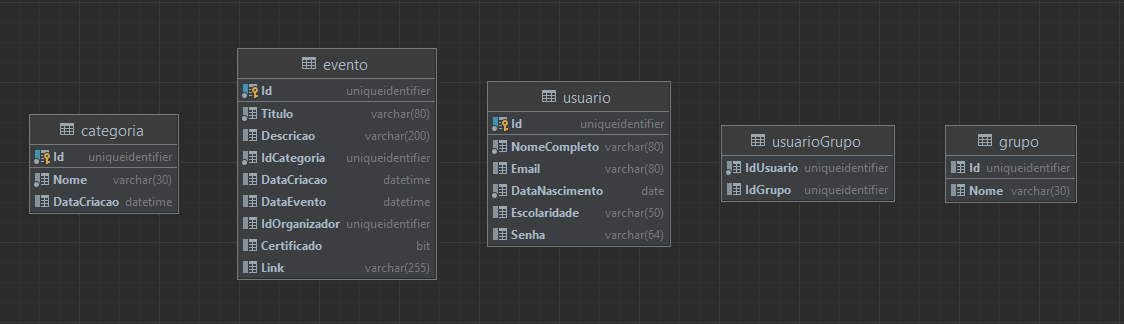 categoria
Id uniqueidentifier
Nome varchar(30)
DataCriacao datetime
evento
Id uniqueidentifier
Titulo varchar(80)
Descricao varchar(200)
IdCategoria uniqueidentifier
DataCriacao datetime
DataEvento datetime
IdOrganizador uniqueidentifier
Certificado bit
Link varchar(255)
usuario
Id uniqueidentifier
NomeCompleto varchar(80)
Email varchar(80)
DataNascimento date
Escolaridade varchar(50)
Senha varchar(64)
usuarioGrupo
IdUsuario uniqueidentifier
IdGrupo uniqueidentifier
grupo
Id uniqueidentifier
Nome varchar(30)